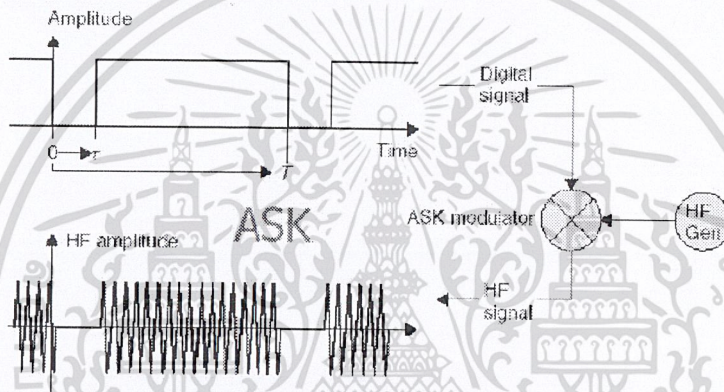 Amplitude
Digital
signal
Time
0
τ
T
ASK
ASK modulator
HF
Gen
HF amplitude
HF
signal